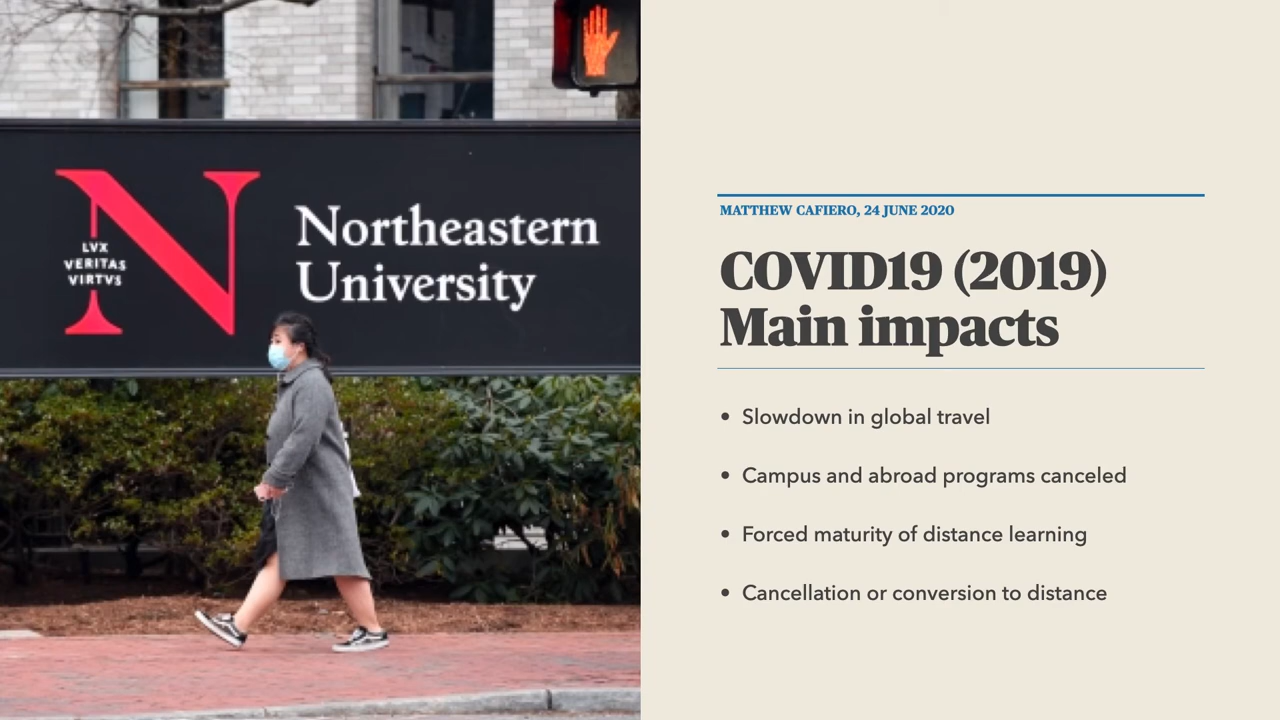 LVX
VERITAS
VIRTVS
Northeastern
University
MATTHEW CAFIERO, 24 JUNE 2020
COVID19 (2019)
Main impacts
• Slowdown in global travel
• Campus and abroad programs canceled
• Forced maturity of distance learning
• Cancellation or conversion to distance